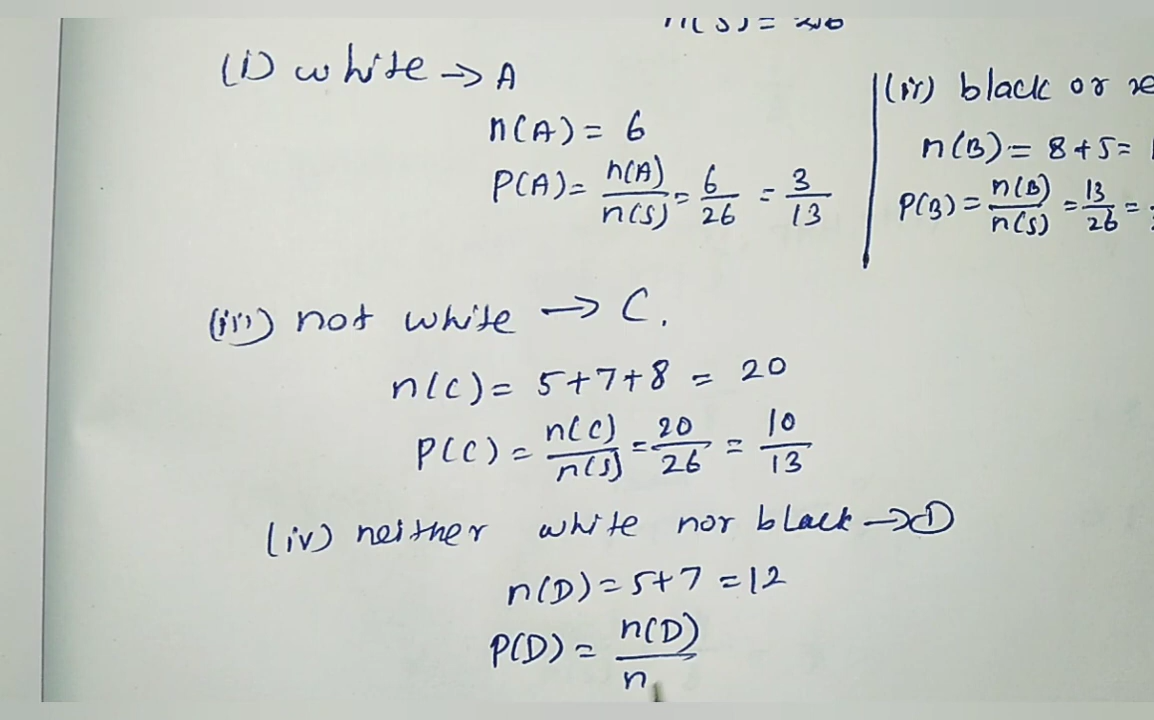 n(S) = 26
(i) white → A
n(A) = 6
P(A) = n(A)/n(S) = 6/26 = 3/13
(ii) black or
n(B) = 8 + 5 =
P(B) = n(B)/n(S) = 13/26 =
(iii) not white → C.
n(C) = 5+7+8 = 20
P(C) = n(C)/n(S) = 20/26 = 10/13
(iv) neither white nor black → D
n(D) = 5+7 = 12
P(D) = n(D)/n